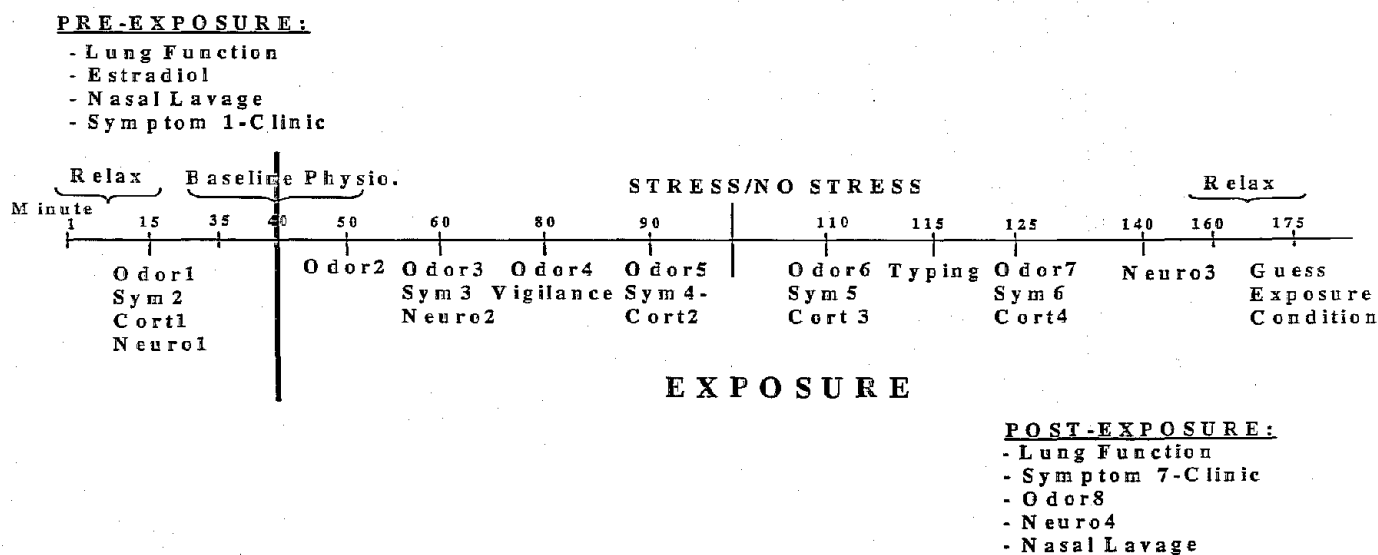 PRE-EXPOSURE:
- Lung Function
- Estradiol
- Nasal Lavage
- Symptom 1-Clinic
Relax
Baseline Physio.
STRESS/NO STRESS
Relax
Minute
1 15 35 40 50 60 80 90 110 115 125 140 160 175
Odor1
Sym2
Cort1
Neuro1
Odor2
Odor3
Sym3
Neuro2
Odor4
Vigilance
Odor5
Sym4-
Cort2
Odor6
Sym5
Cort 3
Typing
Odor7
Sym6
Cort4
Neuro3
Guess
Exposure
Condition
EXPOSURE
POST-EXPOSURE:
- Lung Function
- Symptom 7-Clinic
- Odor8
- Neuro4
- Nasal Lavage